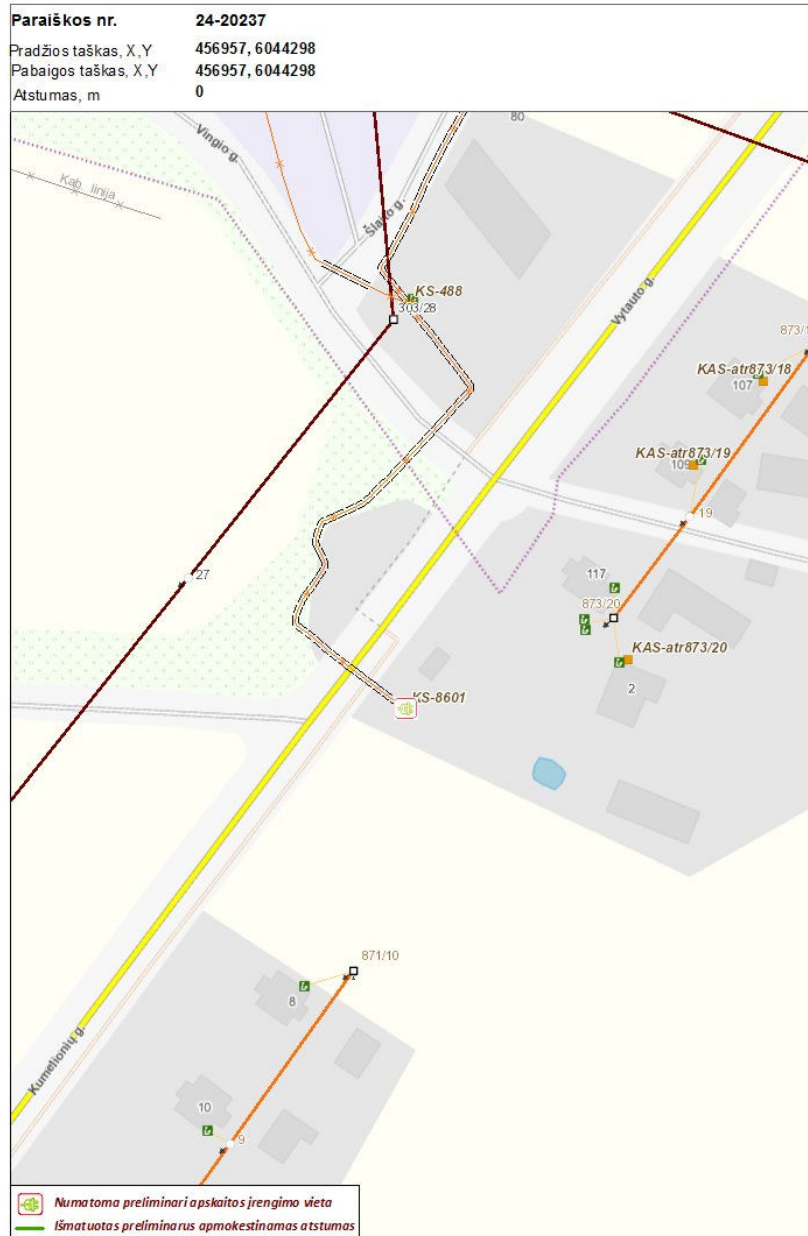 Paraiškos nr. 24-20237
Pradžios taškas, X,Y 456957, 6044298
Pabaigos taškas, X,Y 456957, 6044298
Atstumas, m 0
80
Vingio g.
Kab. linija
Šlaito g.
KS-488
303/28
Vytauto g.
873/1
KAS-atr873/18
107
KAS-atr873/19
109
19
27
117
873/20
KAS-atr873/20
2
KS-8601
871/10
8
Kumelionių g.
10
9
Numatoma preliminari apskaitos įrengimo vieta
Išmatuotas preliminarus apmokestinamas atstumas